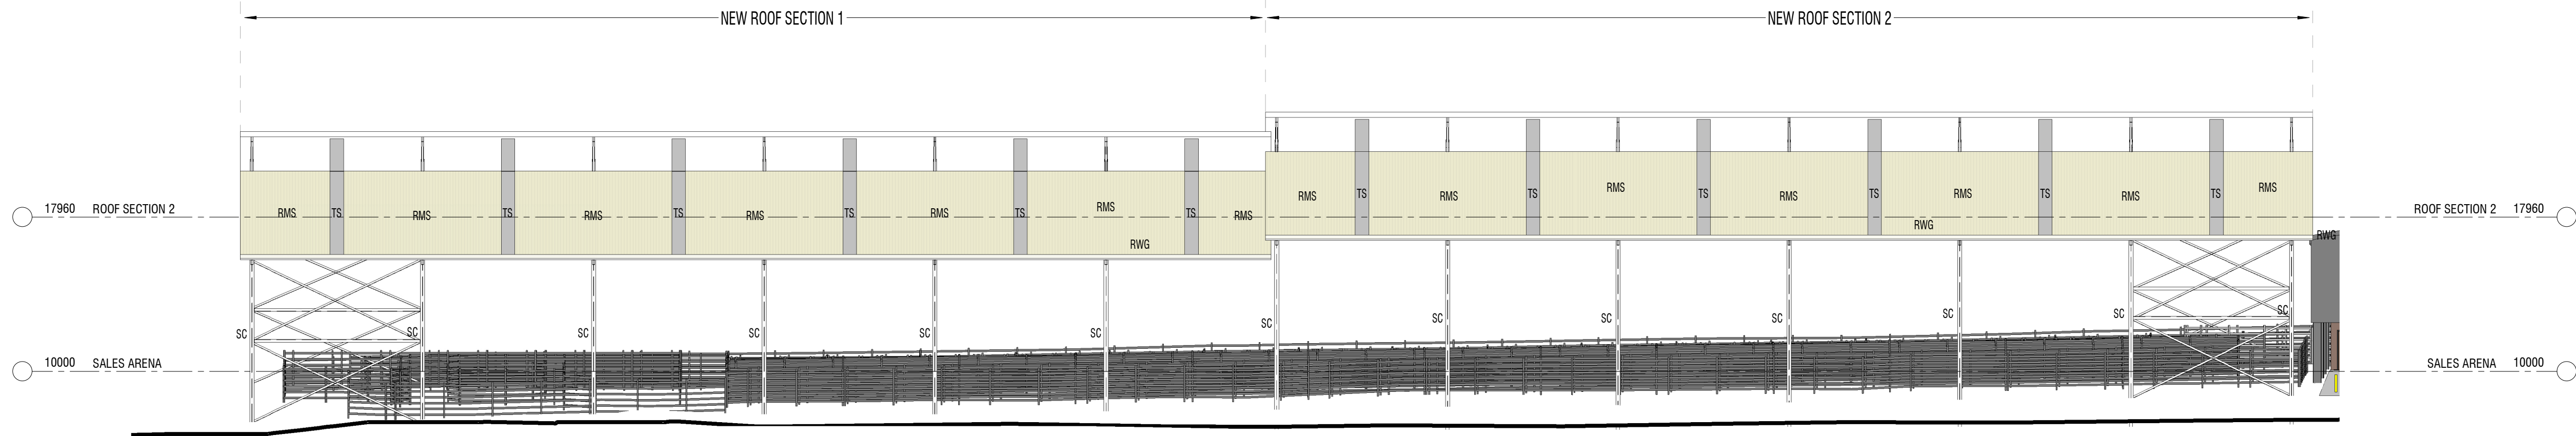 NEW ROOF SECTION 1
NEW ROOF SECTION 2
RMS TS RMS TS RMS TS RMS TS RMS TS RMS TS RMS
RMS TS RMS TS RMS TS RMS TS RMS TS RMS TS RMS
17960 ROOF SECTION 2
ROOF SECTION 2 17960
RWG
RWG
RWG
SC SC SC SC SC SC SC SC SC SC SC SC SC
10000 SALES ARENA
SALES ARENA 10000